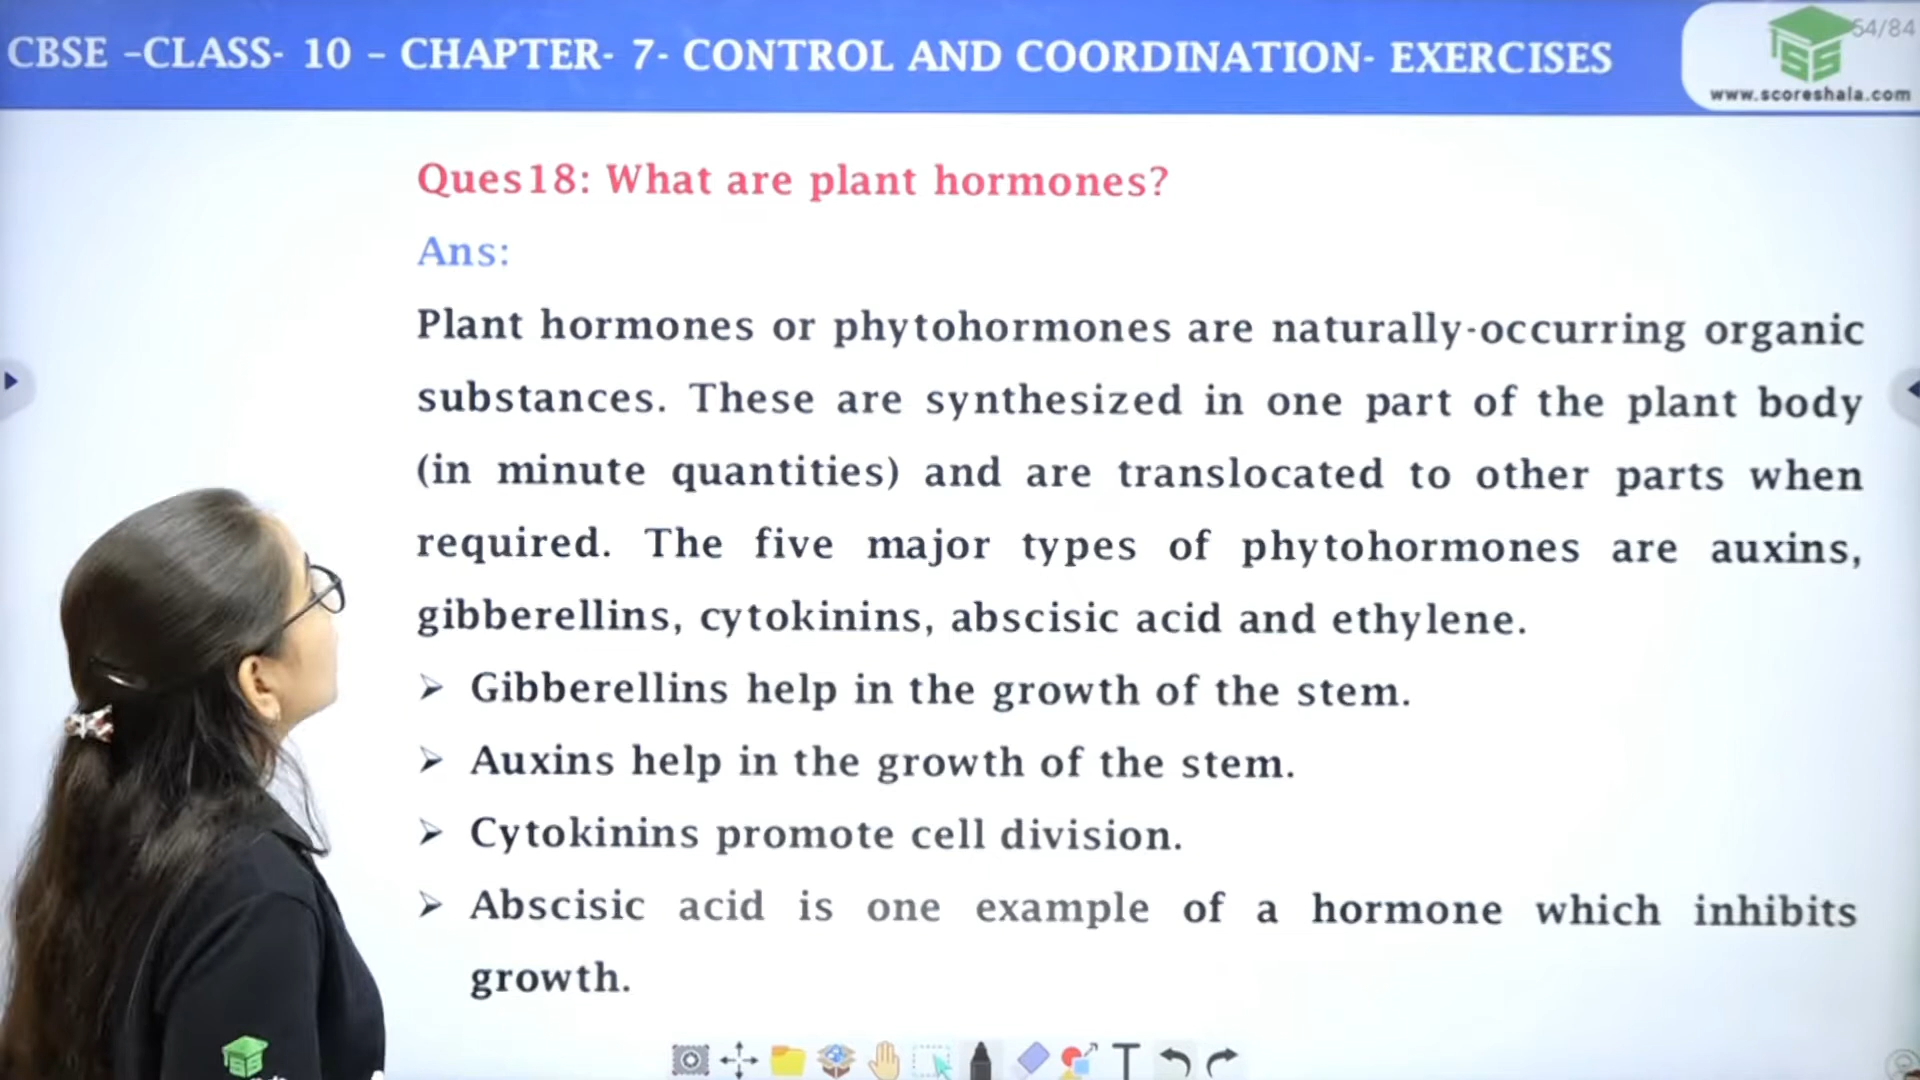 CBSE –CLASS- 10 – CHAPTER- 7- CONTROL AND COORDINATION- EXERCISES
54/84
www.scoreshala.com
Ques18: What are plant hormones?
Ans:
Plant hormones or phytohormones are naturally-occurring organic
substances. These are synthesized in one part of the plant body
(in minute quantities) and are translocated to other parts when
required. The five major types of phytohormones are auxins,
gibberellins, cytokinins, abscisic acid and ethylene.
➢ Gibberellins help in the growth of the stem.
➢ Auxins help in the growth of the stem.
➢ Cytokinins promote cell division.
➢ Abscisic acid is one example of a hormone which inhibits
growth.
T